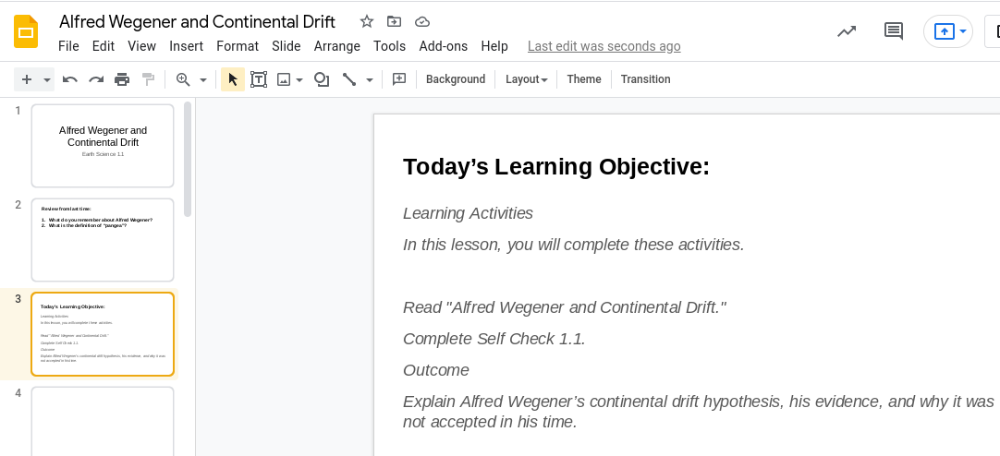 Alfred Wegener and Continental Drift
File Edit View Insert Format Slide Arrange Tools Add-ons Help Last edit was seconds ago
Background Layout Theme Transition
1
Alfred Wegener and
Continental Drift
Earth Science 1.1
2
Review from last time:
1. What do you remember about Alfred Wegener?
2. What is the definition of "pangea"?
3
Today's Learning Objective:
Learning Activities
In this lesson, you will complete these activities.
Read "Alfred Wegener and Continental Drift."
Complete Self Check 1.1.
Outcome
Explain Alfred Wegener's continental drift hypothesis, his evidence, and why it was
not accepted in his time.
4
Today’s Learning Objective:
Learning Activities
In this lesson, you will complete these activities.
Read "Alfred Wegener and Continental Drift."
Complete Self Check 1.1.
Outcome
Explain Alfred Wegener’s continental drift hypothesis, his evidence, and why it was
not accepted in his time.